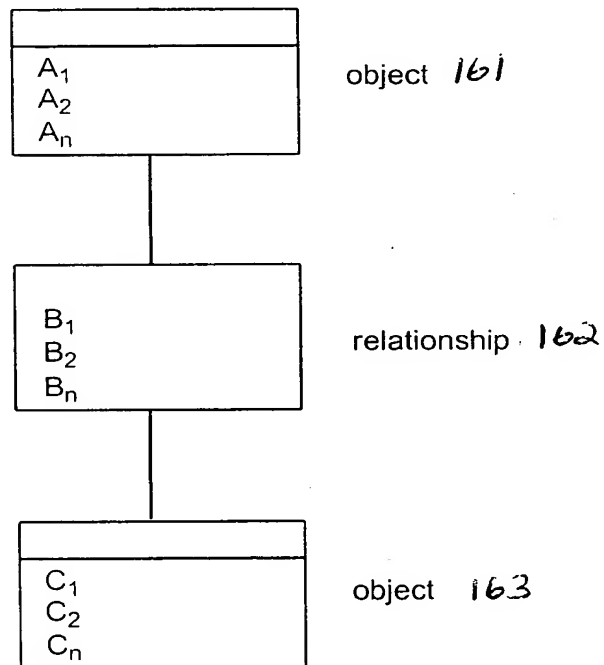 A₁
A₂
Aₙ
object 161
B₁
B₂
Bₙ
relationship 162
C₁
C₂
Cₙ
object 163